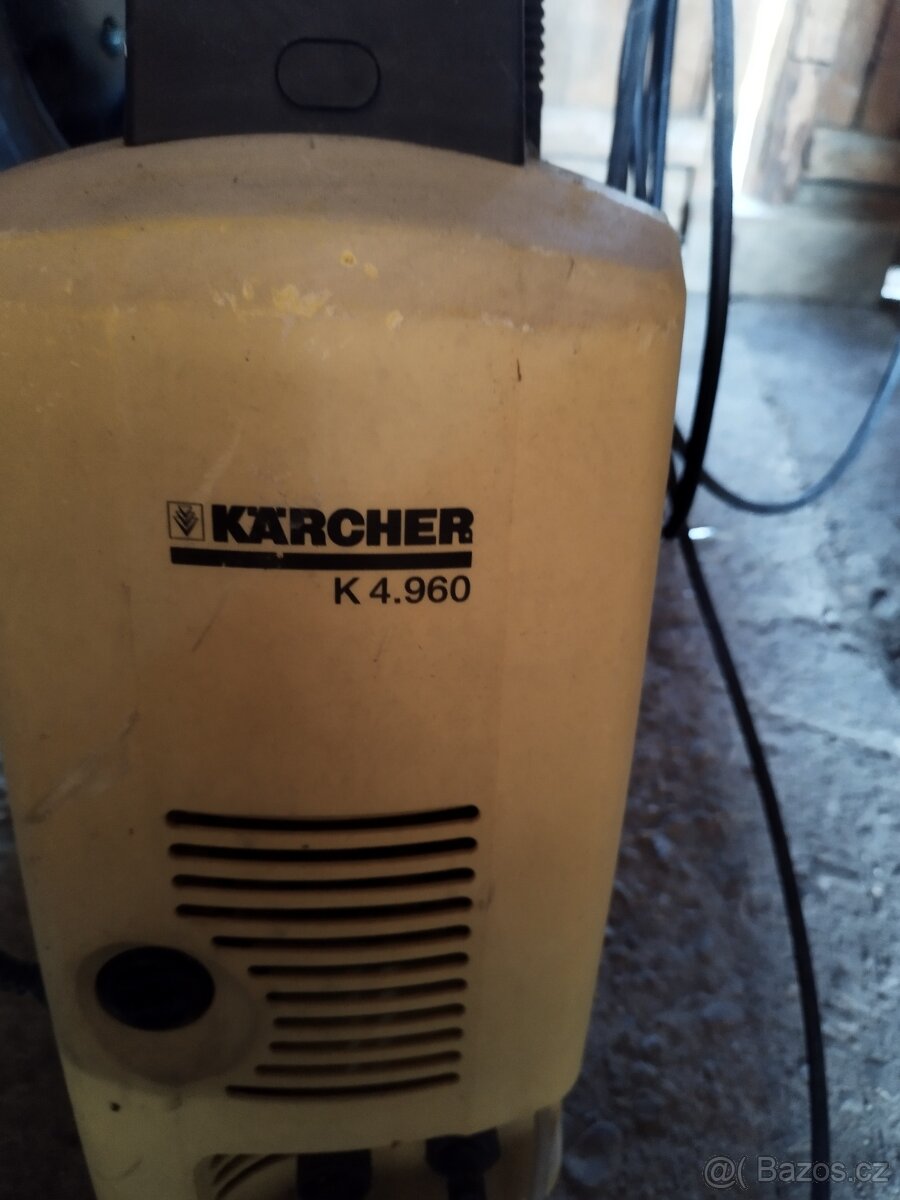 KÄRCHER
K 4.960
@( Bazos.cz